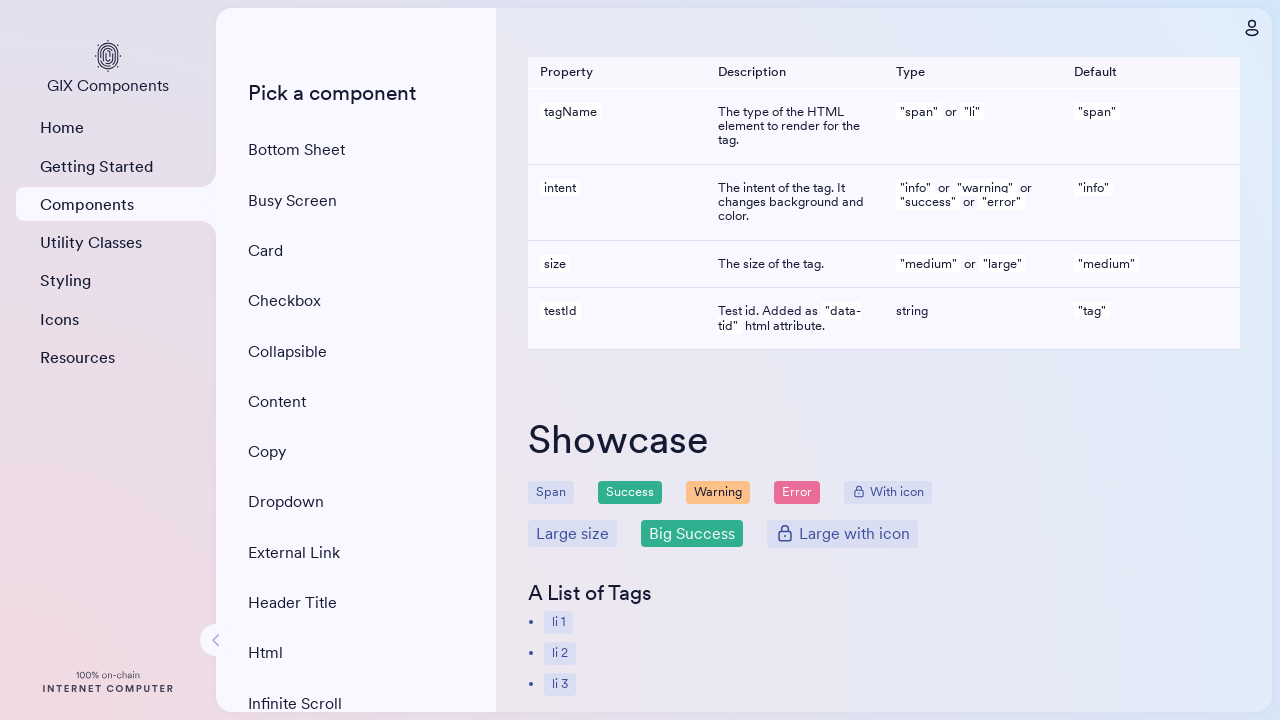 GIX Components
Home
Getting Started
Components
Utility Classes
Styling
Icons
Resources
100% on-chain
INTERNET COMPUTER
Pick a component
Bottom Sheet
Busy Screen
Card
Checkbox
Collapsible
Content
Copy
Dropdown
External Link
Header Title
Html
Infinite Scroll
Property Description Type Default
tagName The type of the HTML element to render for the tag. "span" or "li" "span"
intent The intent of the tag. It changes background and color. "info" or "warning" or "success" or "error" "info"
size The size of the tag. "medium" or "large" "medium"
testId Test id. Added as "data-tid" html attribute. string "tag"
Showcase
Span Success Warning Error With icon
Large size Big Success Large with icon
A List of Tags
li 1
li 2
li 3